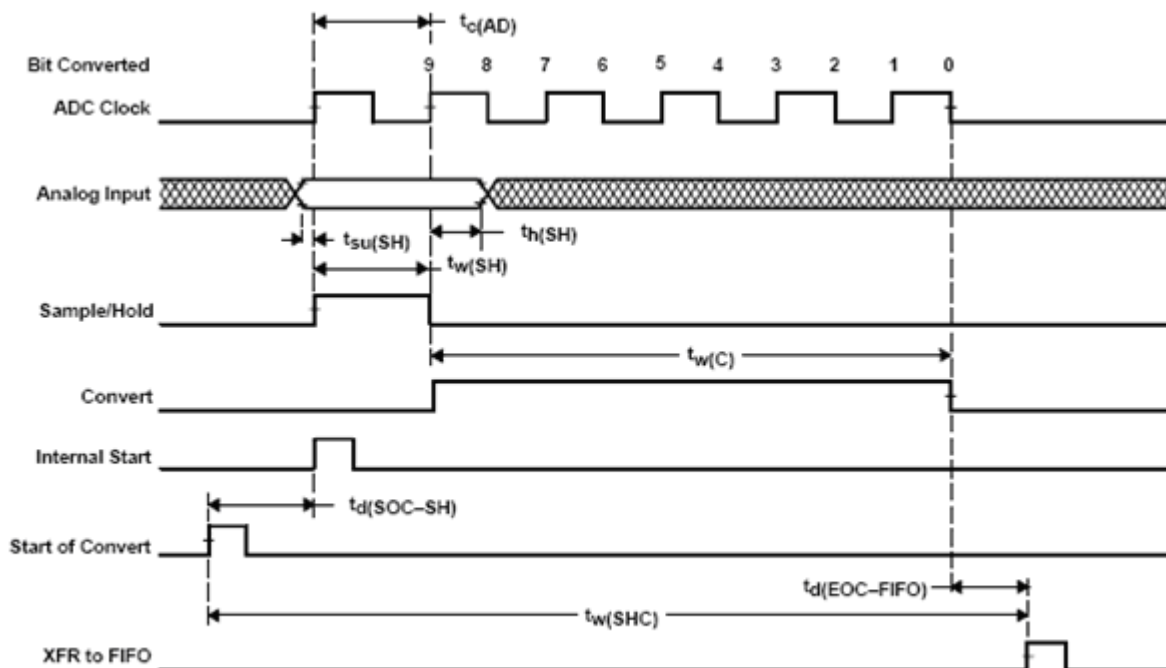 tc(AD)
Bit Converted 9 8 7 6 5 4 3 2 1 0
ADC Clock
Analog Input
tsu(SH) th(SH)
tw(SH)
Sample/Hold
tw(C)
Convert
Internal Start
td(SOC–SH)
Start of Convert
td(EOC–FIFO)
tw(SHC)
XFR to FIFO